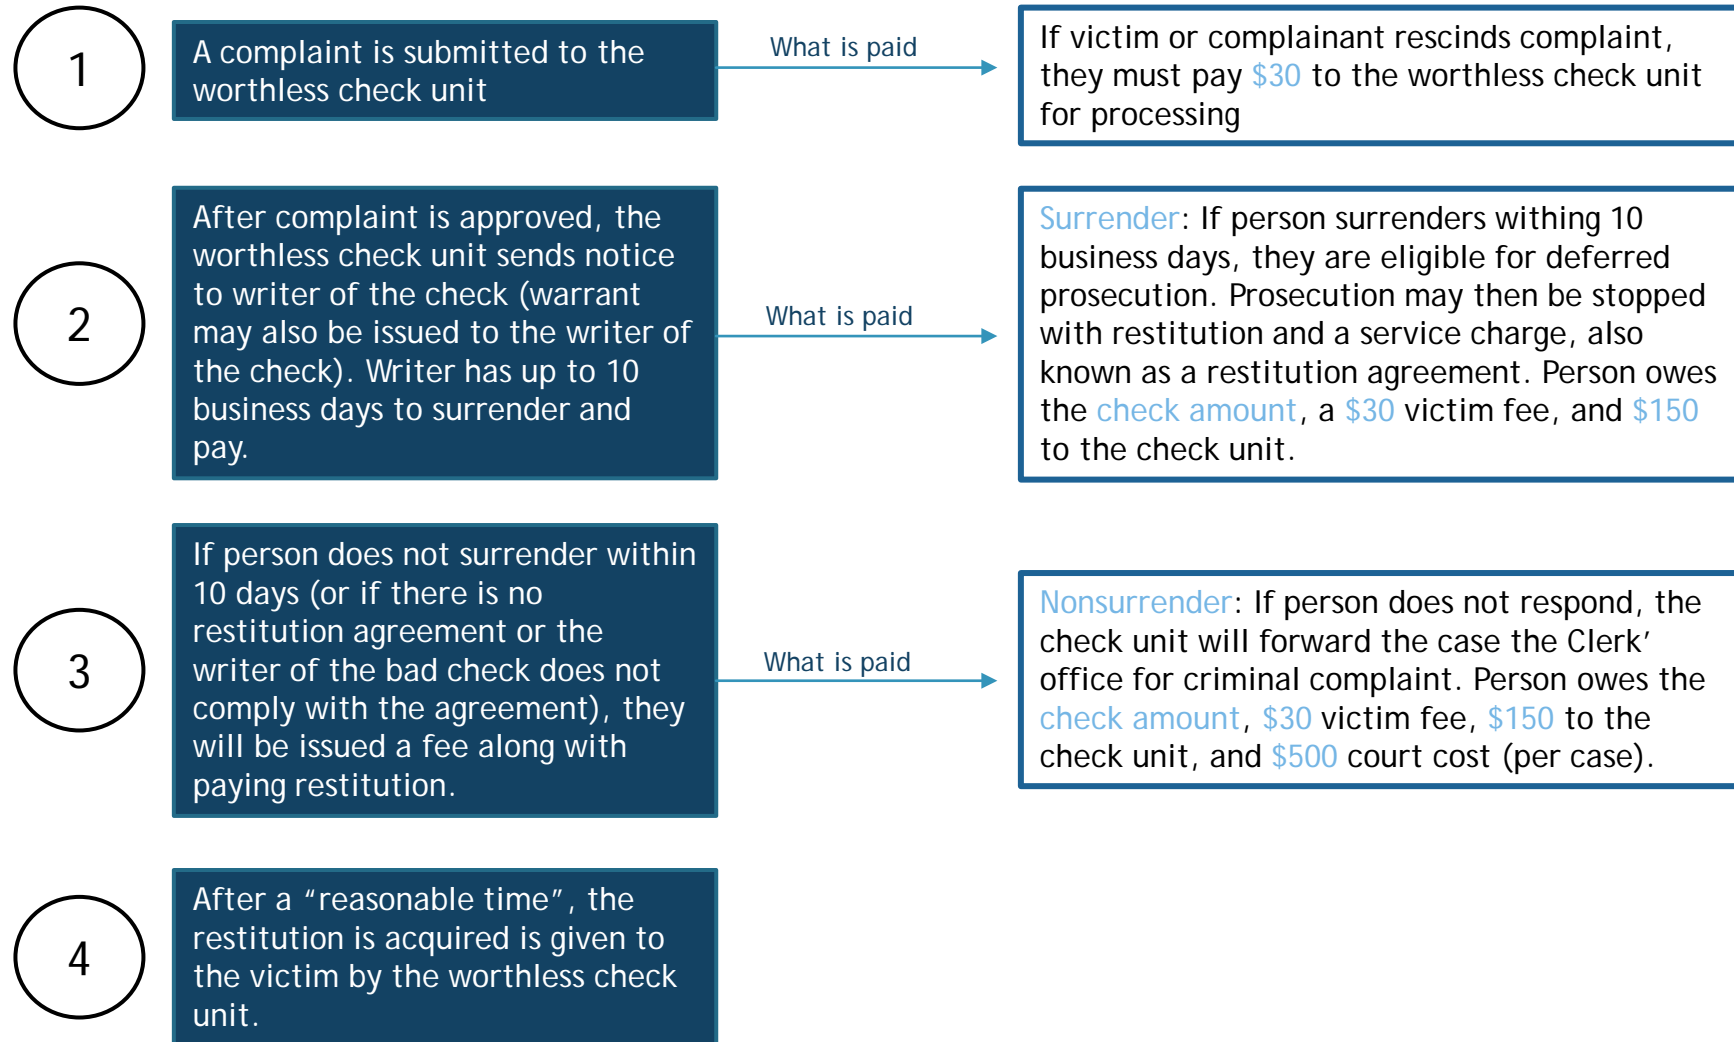 1
A complaint is submitted to the
worthless check unit
What is paid
If victim or complainant rescinds complaint,
they must pay $30 to the worthless check unit
for processing
2
After complaint is approved, the
worthless check unit sends notice
to writer of the check (warrant
may also be issued to the writer of
the check). Writer has up to 10
business days to surrender and
pay.
What is paid
Surrender: If person surrenders withing 10
business days, they are eligible for deferred
prosecution. Prosecution may then be stopped
with restitution and a service charge, also
known as a restitution agreement. Person owes
the check amount, a $30 victim fee, and $150
to the check unit.
3
If person does not surrender within
10 days (or if there is no
restitution agreement or the
writer of the bad check does not
comply with the agreement), they
will be issued a fee along with
paying restitution.
What is paid
Nonsurrender: If person does not respond, the
check unit will forward the case the Clerk’
office for criminal complaint. Person owes the
check amount, $30 victim fee, $150 to the
check unit, and $500 court cost (per case).
4
After a “reasonable time”, the
restitution is acquired is given to
the victim by the worthless check
unit.